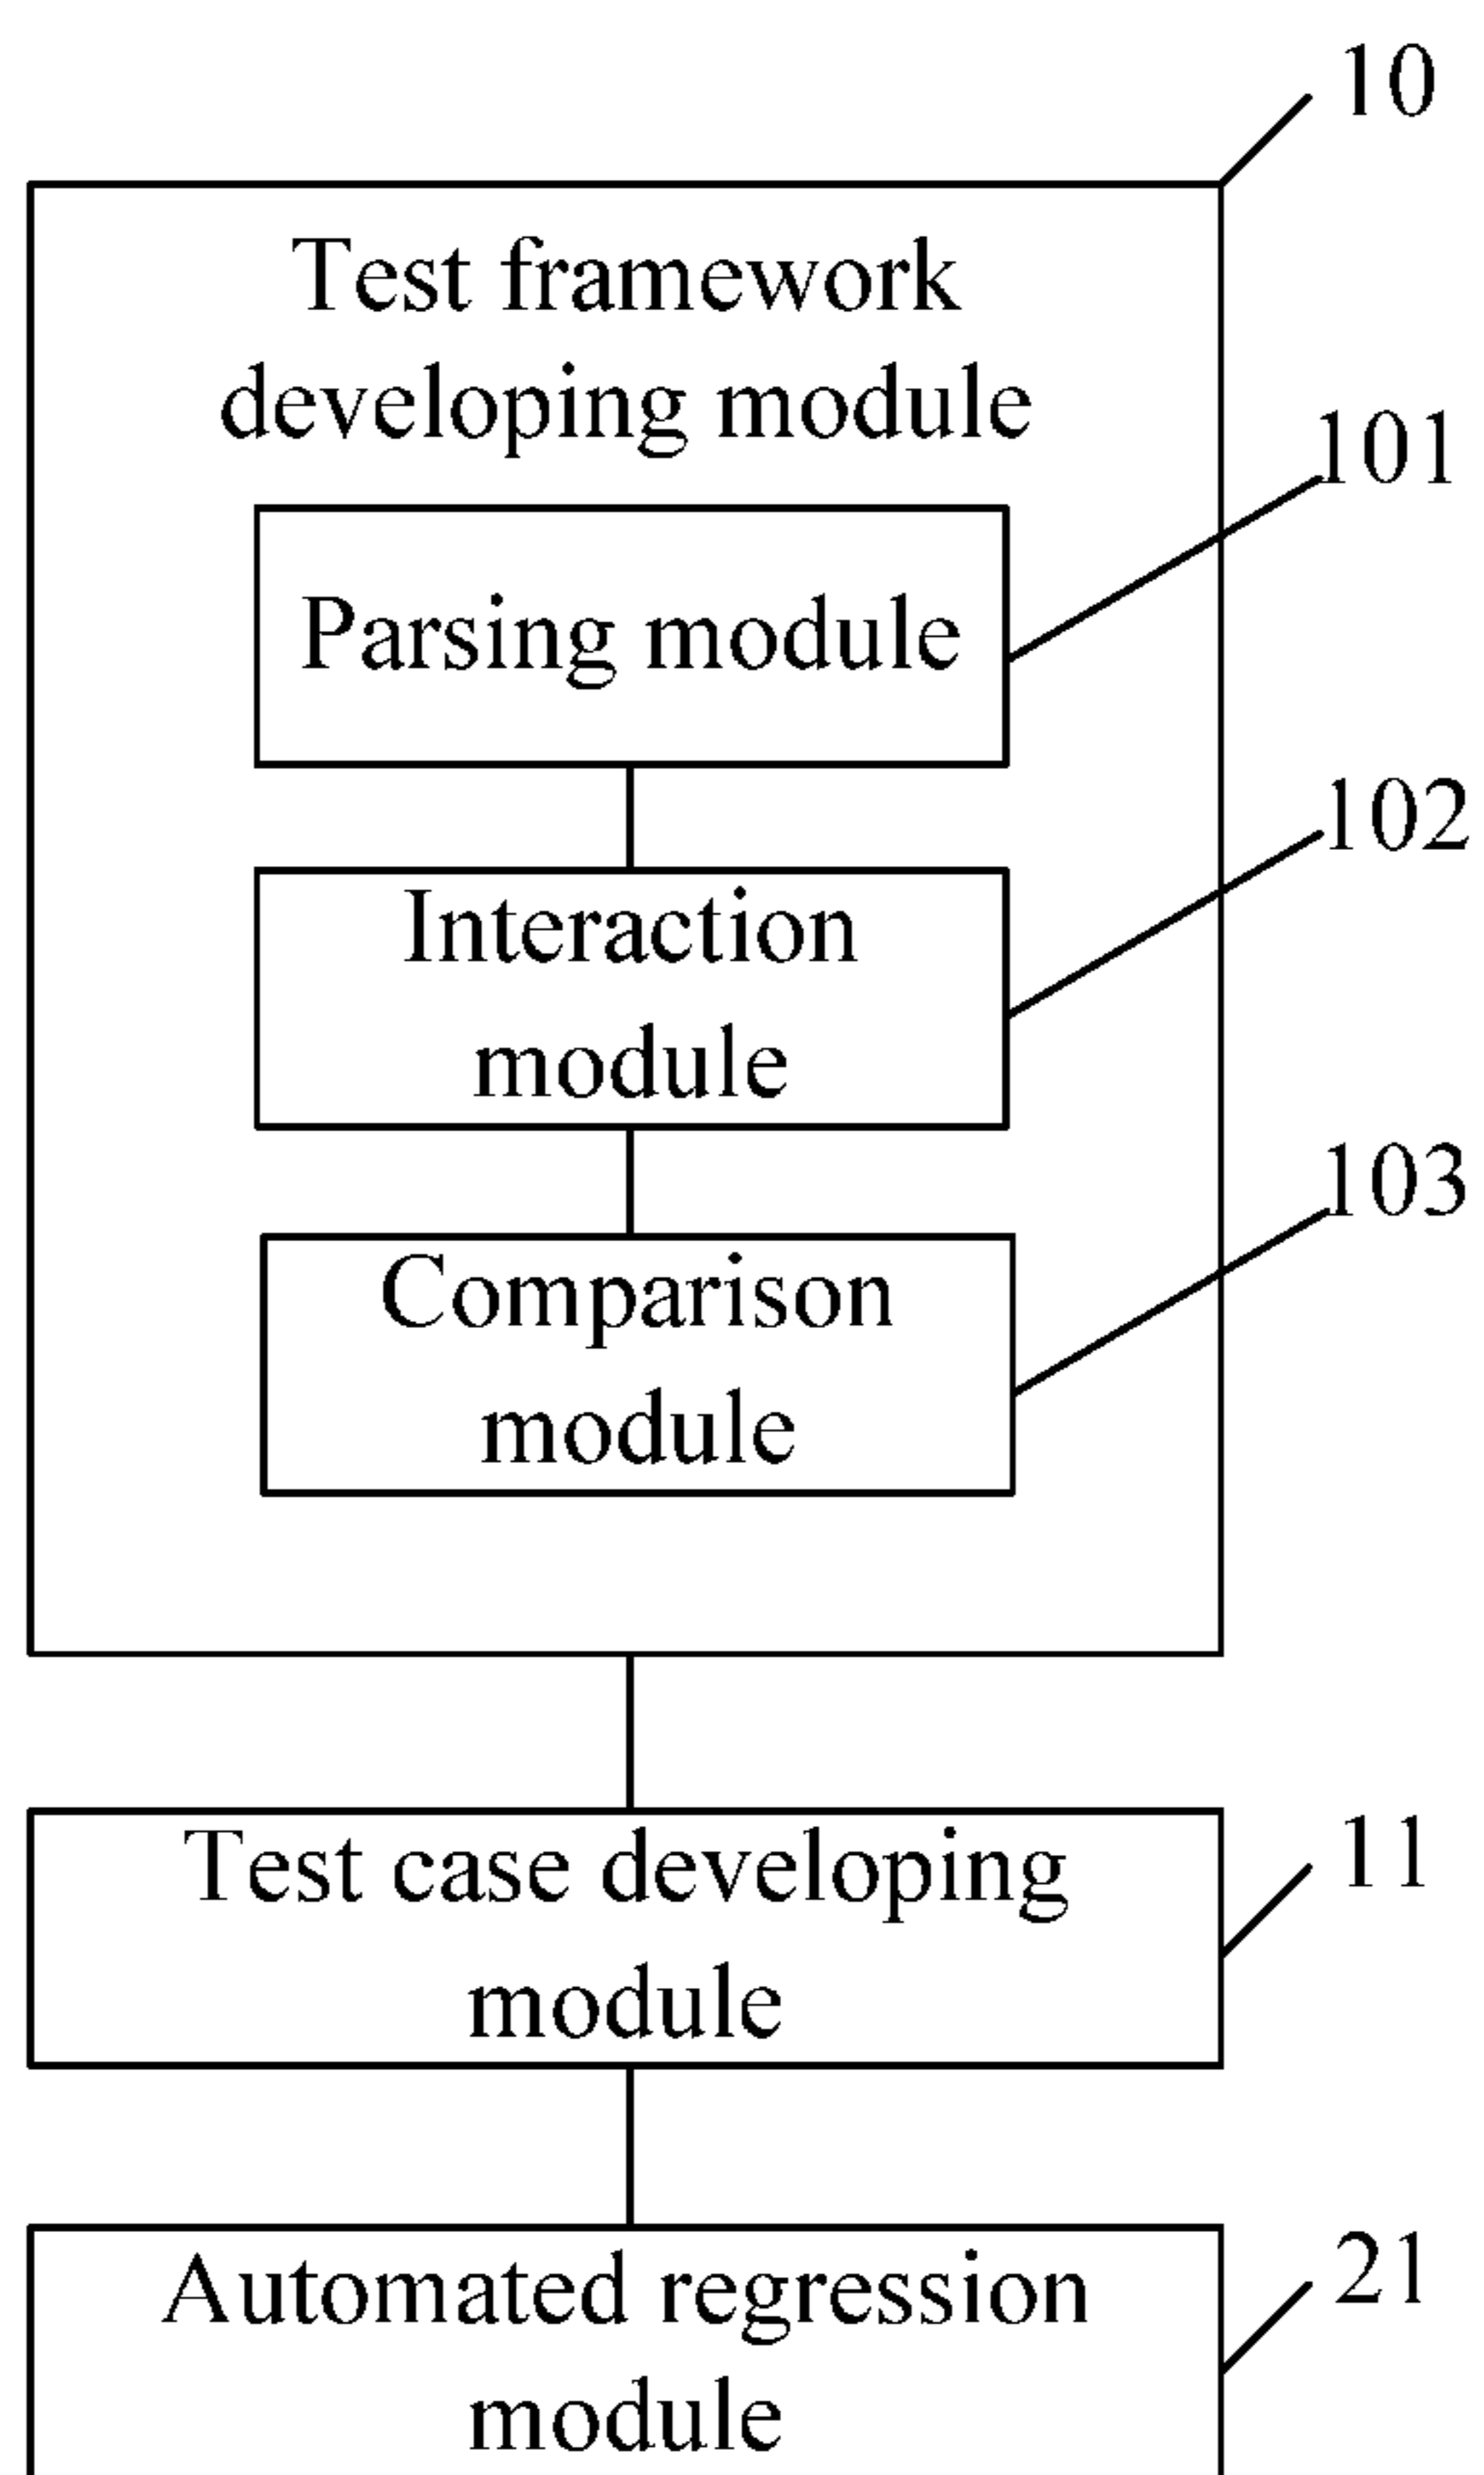 10
Test framework
developing module
101
Parsing module
102
Interaction
module
103
Comparison
module
11
Test case developing
module
21
Automated regression
module